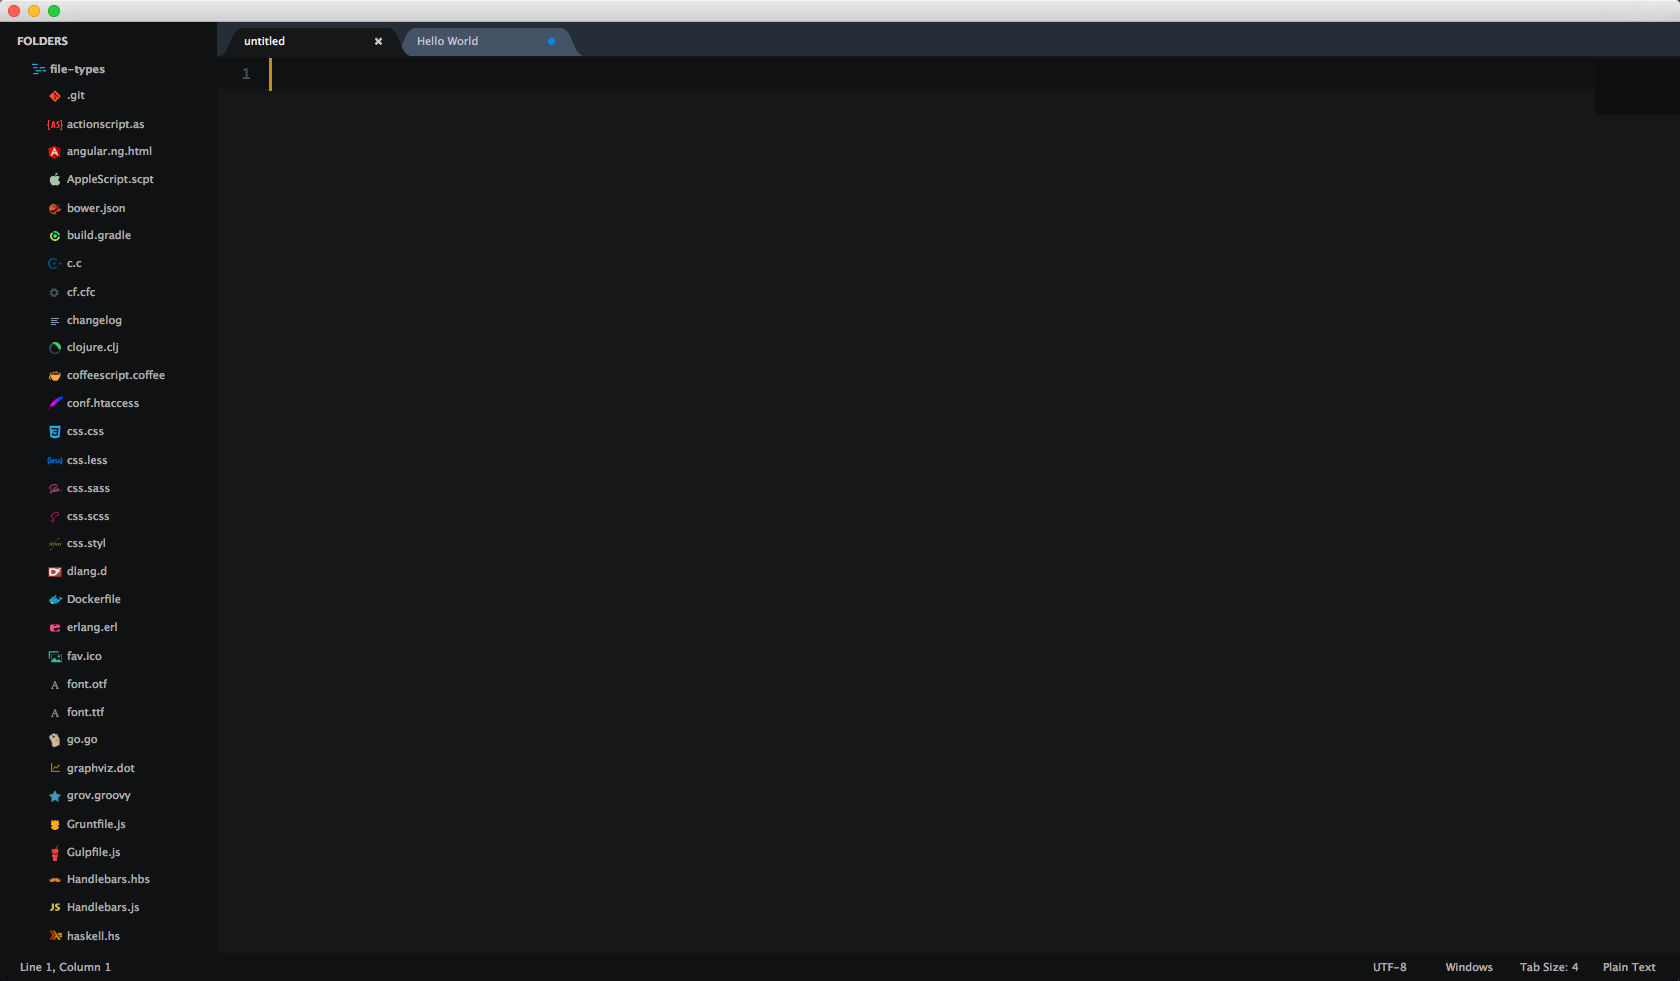 FOLDERS
file-types
.git
{AS} actionscript.as
angular.ng.html
AppleScript.scpt
bower.json
build.gradle
c.c
cf.cfc
changelog
clojure.clj
coffeescript.coffee
conf.htaccess
css.css
{less} css.less
css.sass
css.scss
css.styl
dlang.d
Dockerfile
erlang.erl
fav.ico
A font.otf
A font.ttf
go.go
graphviz.dot
grov.groovy
Gruntfile.js
Gulpfile.js
Handlebars.hbs
JS Handlebars.js
haskell.hs
untitled
Hello World
1
Line 1, Column 1
UTF-8
Windows
Tab Size: 4
Plain Text